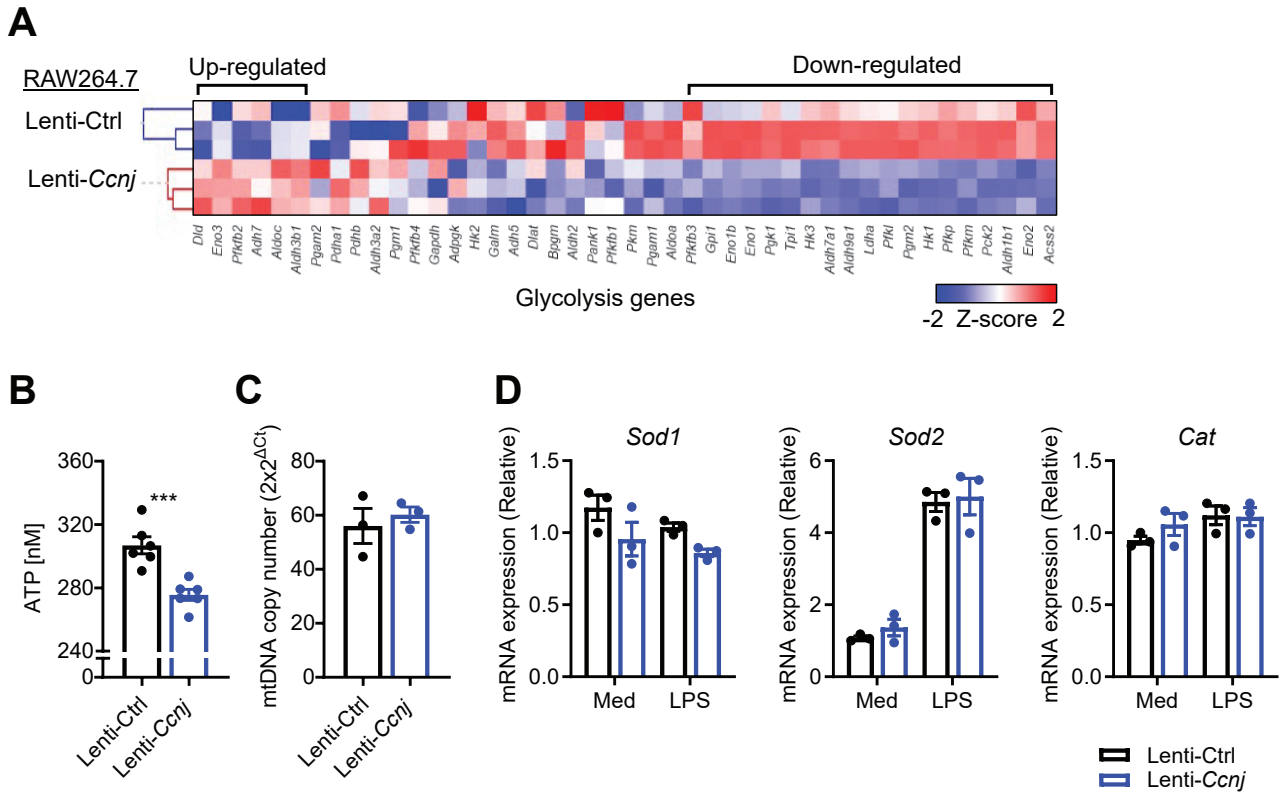 A
RAW264.7
Up-regulated
Down-regulated
Lenti-Ctrl
Lenti-Ccnj
Dld Eno3 Pfkfb2 Adh7 Aldoc Aldh3b1 Pgam2 Pdha1 Pdhb Aldh3a2 Pgm1 Pfkfb4 Gapdh Adpgk Hk2 Galm Adh5 Dlat Bpgm Aldh2 Pank1 Pfkfb1 Pkm Pgam1 Aldoa Pfkfb3 Gpi1 Eno1b Eno1 Pgk1 Tpi1 Hk3 Aldh7a1 Aldh9a1 Ldha Pfkl Pgm2 Hk1 Pfkp Pfkm Pck2 Aldh1b1 Eno2 Acss2
Glycolysis genes
-2 Z-score 2
B
ATP [nM]
360
320
280
240
0
***
Lenti-Ctrl
Lenti-Ccnj
C
mtDNA copy number (2x2^ΔCt)
80
60
40
20
0
Lenti-Ctrl
Lenti-Ccnj
D
Sod1
mRNA expression (Relative)
1.5
1.0
0.5
0.0
Med LPS
Sod2
mRNA expression (Relative)
6
4
2
0
Med LPS
Cat
mRNA expression (Relative)
1.5
1.0
0.5
0.0
Med LPS
Lenti-Ctrl
Lenti-Ccnj